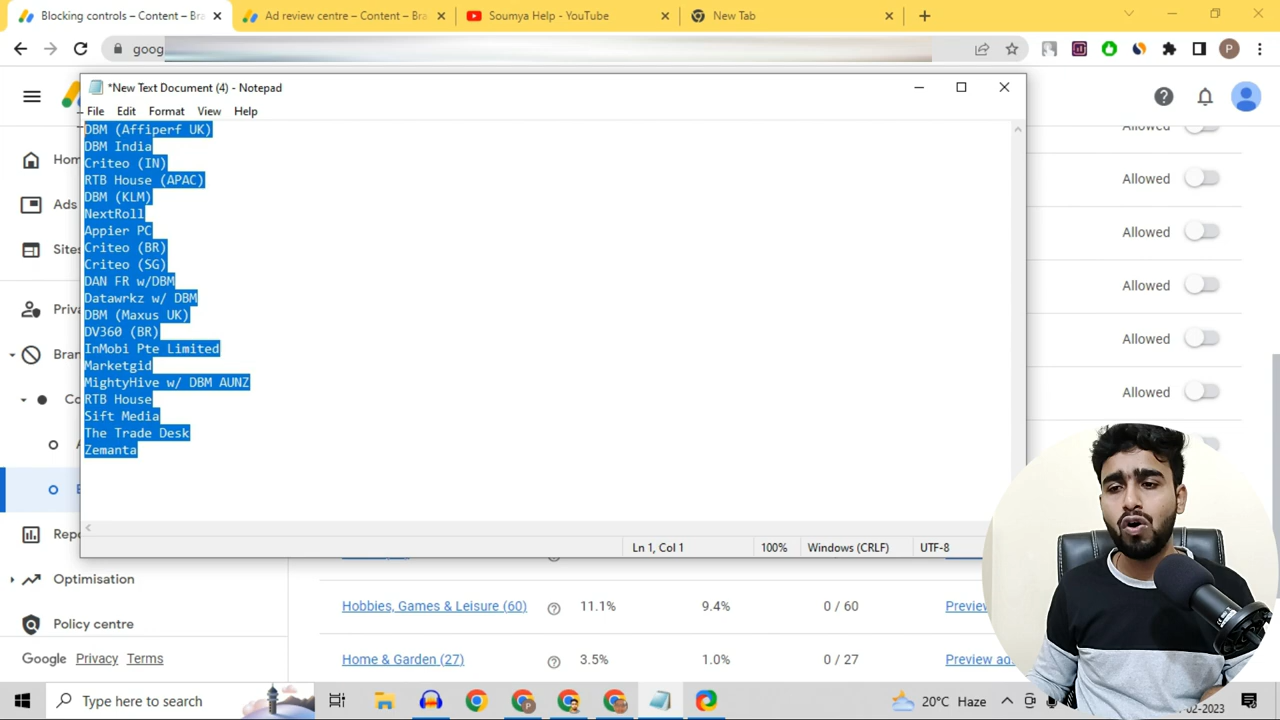 Blocking controls – Content – Bra
Ad review centre – Content – Bran
Soumya Help - YouTube
New Tab
goog
P
*New Text Document (4) - Notepad
File Edit Format View Help
DBM (Affiperf UK)
DBM India
Criteo (IN)
RTB House (APAC)
DBM (KLM)
NextRoll
Appier PC
Criteo (BR)
Criteo (SG)
DAN FR w/DBM
Datawrkz w/ DBM
DBM (Maxus UK)
DV360 (BR)
InMobi Pte Limited
Marketgid
MightyHive w/ DBM AUNZ
RTB House
Sift Media
The Trade Desk
Zemanta
Ln 1, Col 1 100% Windows (CRLF) UTF-8
Hom
Ads
Sites
Priva
Bran
Co
Repo
Optimisation
Policy centre
Google Privacy Terms
Allowed
Allowed
Allowed
Allowed
Allowed
Allowed
Hobbies, Games & Leisure (60) 11.1% 9.4% 0 / 60 Preview
Home & Garden (27) 3.5% 1.0% 0 / 27 Preview ads
Type here to search
20°C Haze
-02-2023